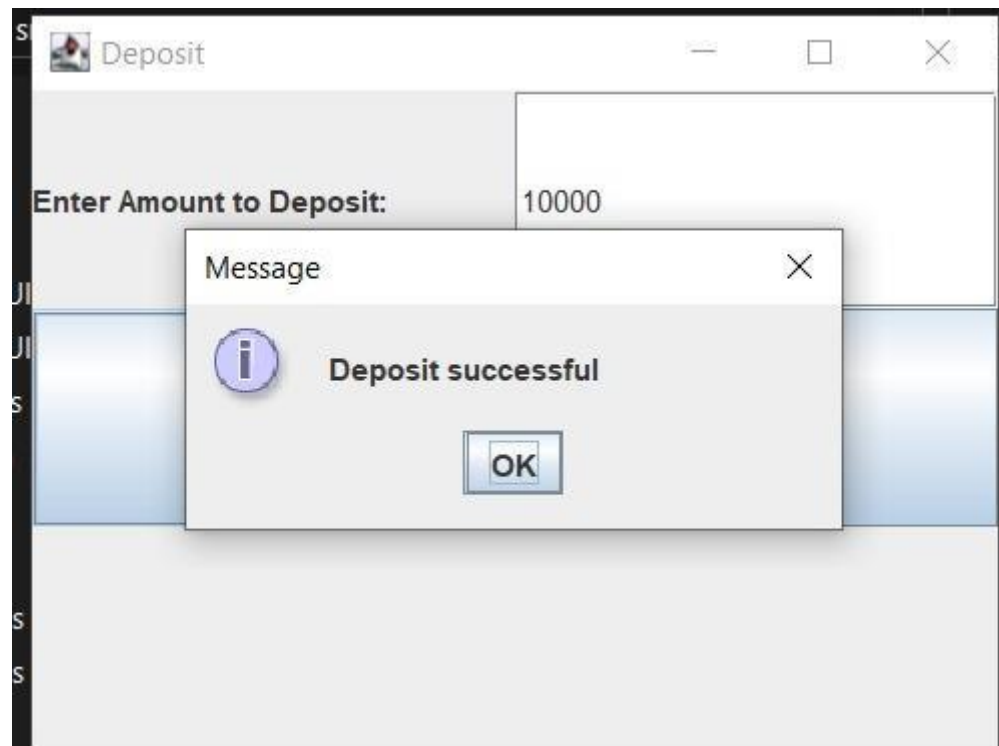 Deposit
Enter Amount to Deposit:
10000
Message
i
Deposit successful
OK